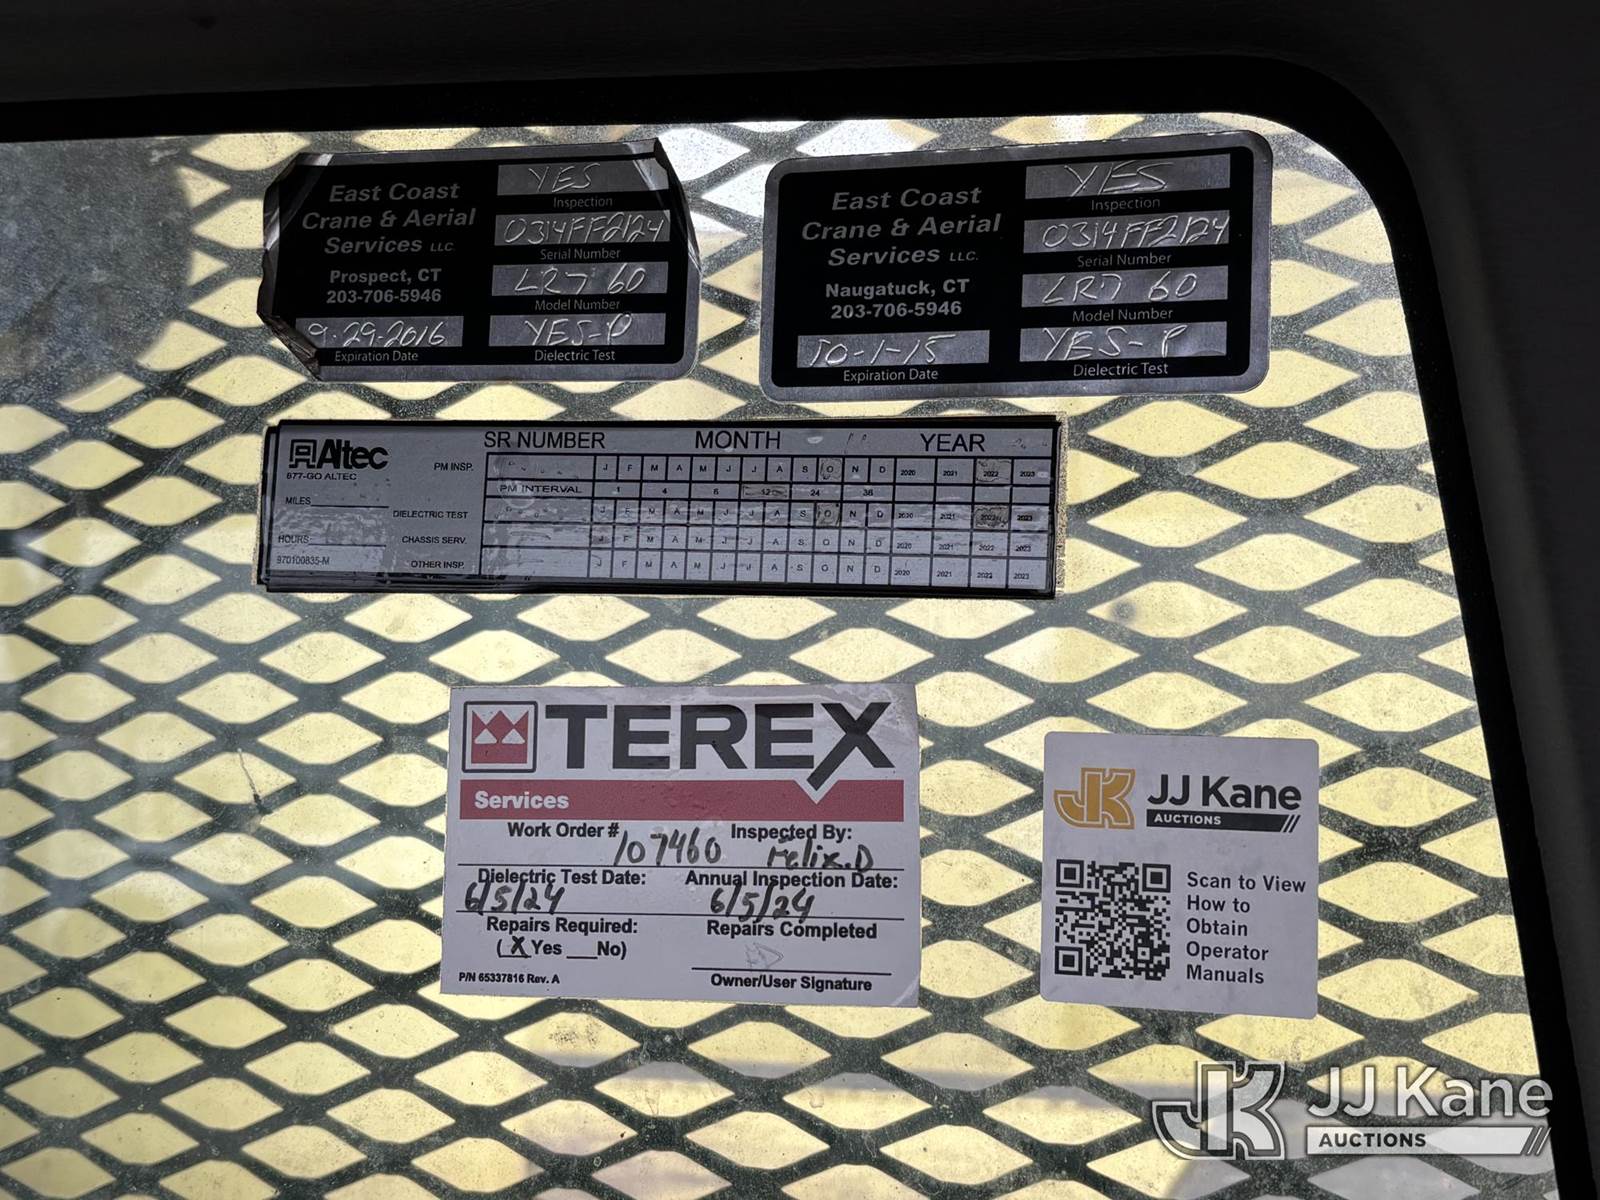 East Coast
Crane & Aerial
Services LLC.
Prospect, CT
203-706-5946
9-29-2016
Expiration Date
YES
Inspection
0314FF2124
Serial Number
LR7 60
Model Number
YES-P
Dielectric Test
East Coast
Crane & Aerial
Services LLC.
Naugatuck, CT
203-706-5946
10-1-15
Expiration Date
YES
Inspection
0314FF2124
Serial Number
LR7 60
Model Number
YES-P
Dielectric Test
Altec
877-GO ALTEC
MILES
HOURS
970100835-M
SR NUMBER MONTH YEAR
PM INSP. J F M A M J J A S O N D 2020 2021 2022 2023
PM INTERVAL 1 4 6 12 24 36
DIELECTRIC TEST J F M A M J J A S O N D 2020 2021 2022 2023
CHASSIS SERV. J F M A M J J A S O N D 2020 2021 2022 2023
OTHER INSP. J F M A M J J A S O N D 2020 2021 2022 2023
TEREX
Services
Work Order # 107460 Inspected By: Felix.D
Dielectric Test Date: Annual Inspection Date:
6/5/24 6/5/24
Repairs Required: Repairs Completed
(X Yes __No)
P/N 65337816 Rev. A Owner/User Signature
JJ Kane
AUCTIONS
Scan to View
How to
Obtain
Operator
Manuals
JJ Kane
AUCTIONS